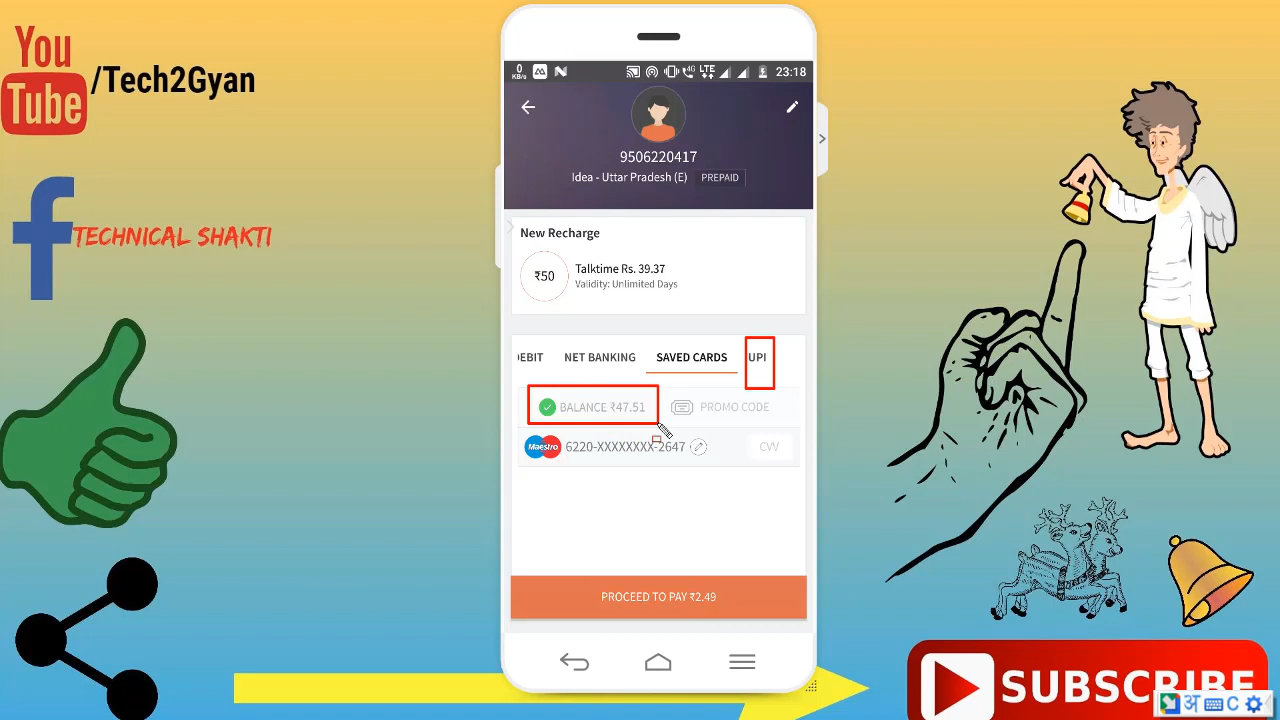 You
Tube
/Tech2Gyan
f
TECHNICAL SHAKTI
0
KB/s
4G
LTE
23:18
9506220417
Idea - Uttar Pradesh (E) PREPAID
New Recharge
₹50
Talktime Rs. 39.37
Validity: Unlimited Days
EBIT NET BANKING SAVED CARDS UPI
BALANCE ₹47.51 PROMO CODE
Maestro 6220-XXXXXXXX-2647 CVV
PROCEED TO PAY ₹2.49
SUBSCRIBE
अ C